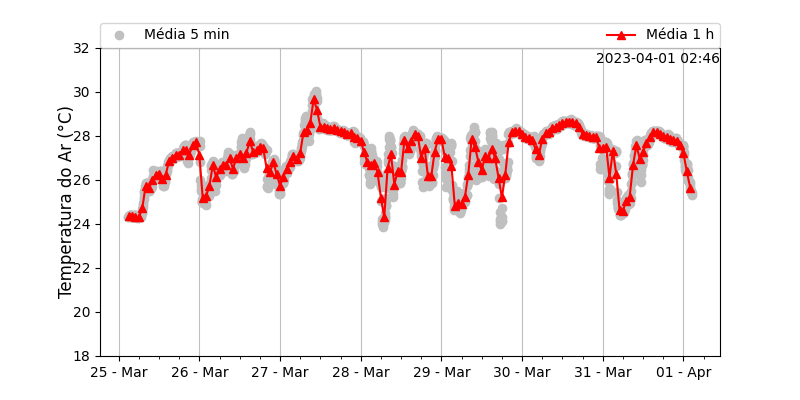 Média 5 min
Média 1 h
2023-04-01 02:46
Temperatura do Ar (°C)
32
30
28
26
24
22
20
18
25 - Mar
26 - Mar
27 - Mar
28 - Mar
29 - Mar
30 - Mar
31 - Mar
01 - Apr